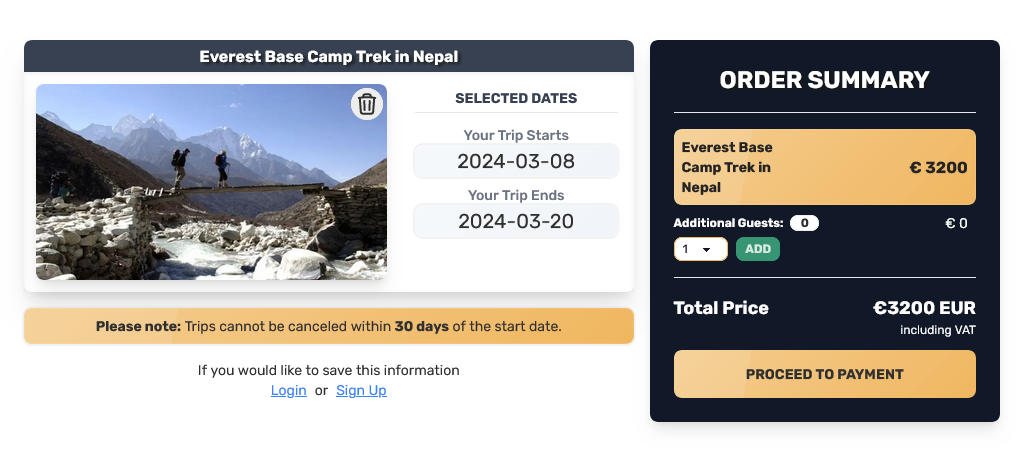 Everest Base Camp Trek in Nepal
SELECTED DATES
Your Trip Starts
2024-03-08
Your Trip Ends
2024-03-20
Please note: Trips cannot be canceled within 30 days of the start date.
If you would like to save this information
Login or Sign Up
ORDER SUMMARY
Everest Base
Camp Trek in
Nepal
€ 3200
Additional Guests: 0
€ 0
1
ADD
Total Price
€3200 EUR
including VAT
PROCEED TO PAYMENT